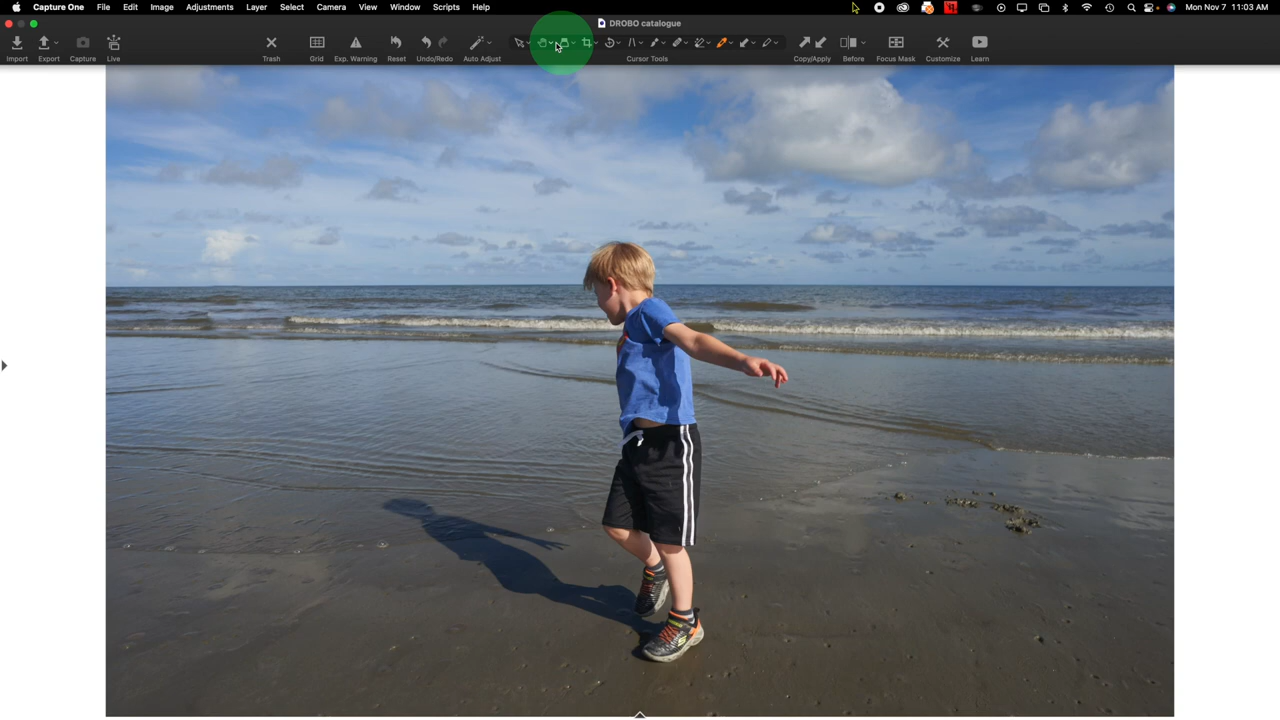 Capture One File Edit Image Adjustments Layer Select Camera View Window Scripts Help Mon Nov 7 11:03 AM
DROBO catalogue
Import Export Capture Live Trash Grid Exp. Warning Reset Undo/Redo Auto Adjust Cursor Tools Copy/Apply Before Focus Mask Customize Learn